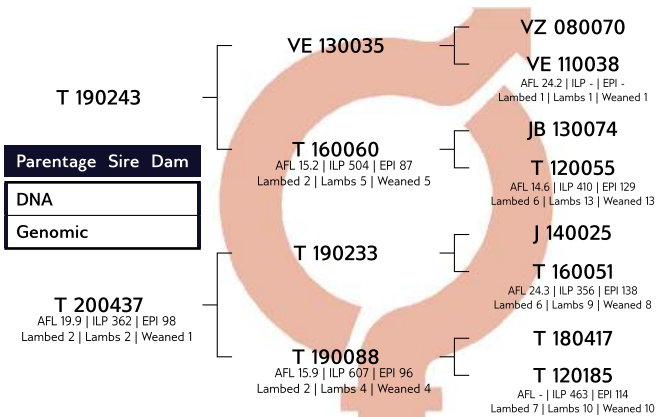 VZ 080070
VE 130035
VE 110038
AFL 24.2 | ILP - | EPI -
Lambed 1 | Lambs 1 | Weaned 1
T 190243
JB 130074
T 160060
AFL 15.2 | ILP 504 | EPI 87
Lambed 2 | Lambs 5 | Weaned 5
T 120055
AFL 14.6 | ILP 410 | EPI 129
Lambed 6 | Lambs 13 | Weaned 13
Parentage Sire Dam
DNA
Genomic
J 140025
T 190233
T 160051
AFL 24.3 | ILP 356 | EPI 138
Lambed 6 | Lambs 9 | Weaned 8
T 200437
AFL 19.9 | ILP 362 | EPI 98
Lambed 2 | Lambs 2 | Weaned 1
T 180417
T 190088
AFL 15.9 | ILP 607 | EPI 96
Lambed 2 | Lambs 4 | Weaned 4
T 120185
AFL - | ILP 463 | EPI 114
Lambed 7 | Lambs 10 | Weaned 10